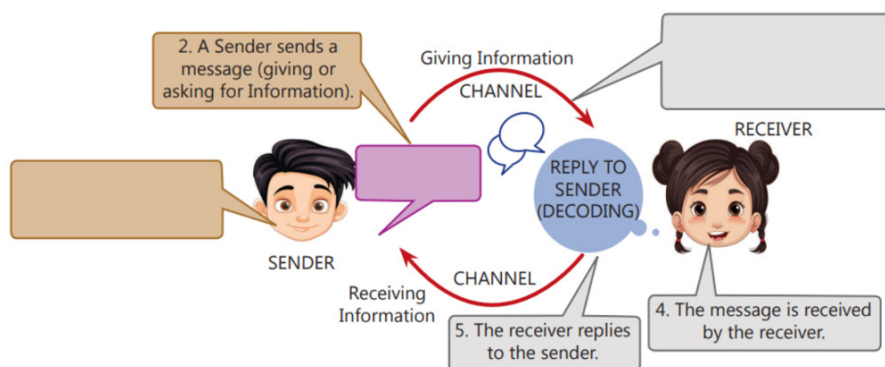 2. A Sender sends a
message (giving or
asking for Information).
Giving Information
CHANNEL
RECEIVER
REPLY TO
SENDER
(DECODING)
SENDER
CHANNEL
Receiving
Information
4. The message is received
by the receiver.
5. The receiver replies
to the sender.